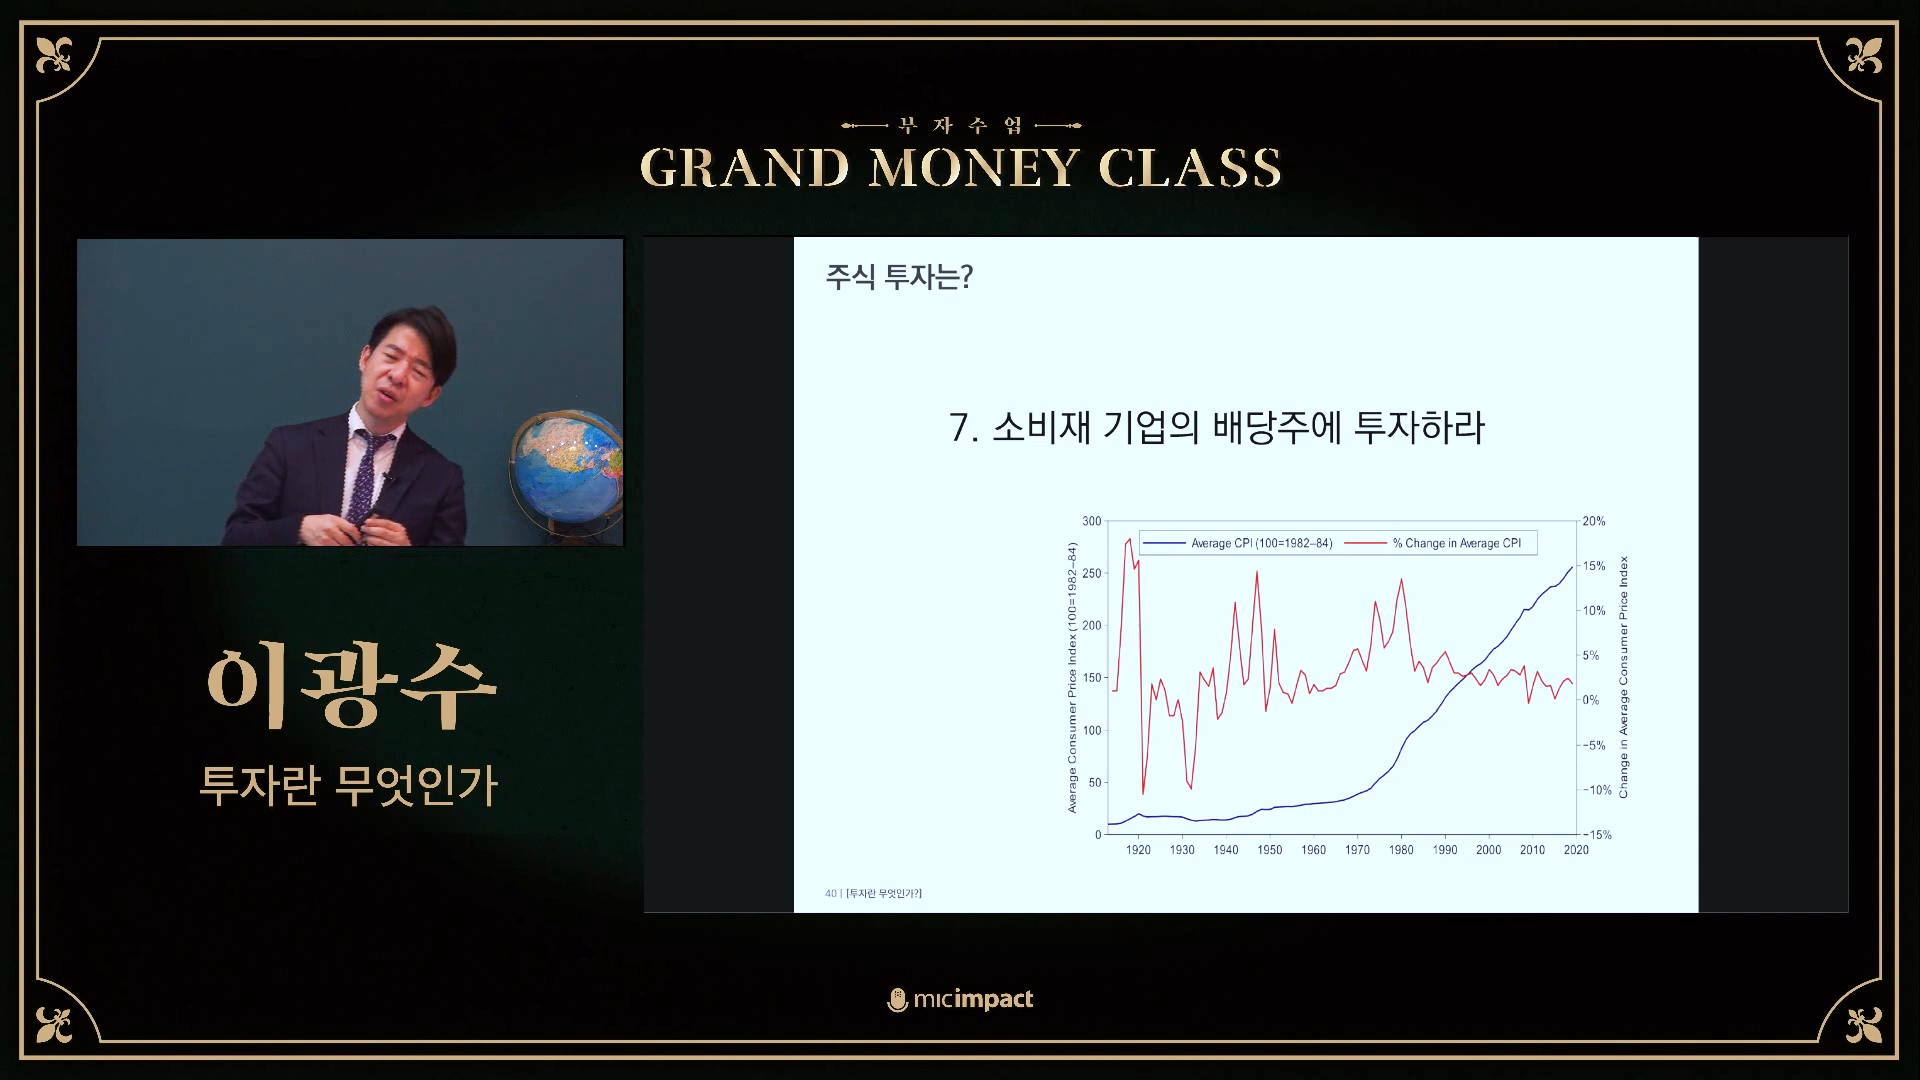 부자수업
GRAND MONEY CLASS
주식 투자는?
7. 소비재 기업의 배당주에 투자하라
Average CPI (100=1982–84)
% Change in Average CPI
Average Consumer Price Index (100=1982–84)
300
250
200
150
100
50
0
20%
15%
10%
5%
0%
−5%
−10%
−15%
Change in Average Consumer Price Index
1920 1930 1940 1950 1960 1970 1980 1990 2000 2010 2020
40 | [투자란 무엇인가?]
이광수
투자란 무엇인가
micimpact